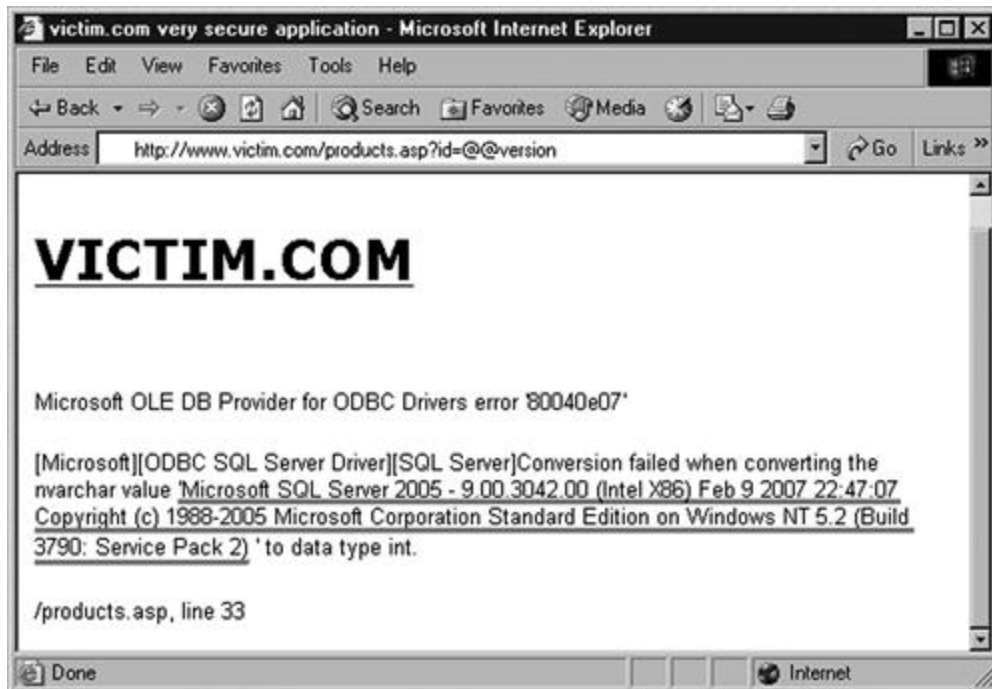 victim.com very secure application - Microsoft Internet Explorer
File Edit View Favorites Tools Help
Back Search Favorites Media
Address http://www.victim.com/products.asp?id=@@version Go Links »
VICTIM.COM
Microsoft OLE DB Provider for ODBC Drivers error '80040e07'
[Microsoft][ODBC SQL Server Driver][SQL Server]Conversion failed when converting the
nvarchar value 'Microsoft SQL Server 2005 - 9.00.3042.00 (Intel X86) Feb 9 2007 22:47:07
Copyright (c) 1988-2005 Microsoft Corporation Standard Edition on Windows NT 5.2 (Build
3790: Service Pack 2) ' to data type int.
/products.asp, line 33
Done Internet